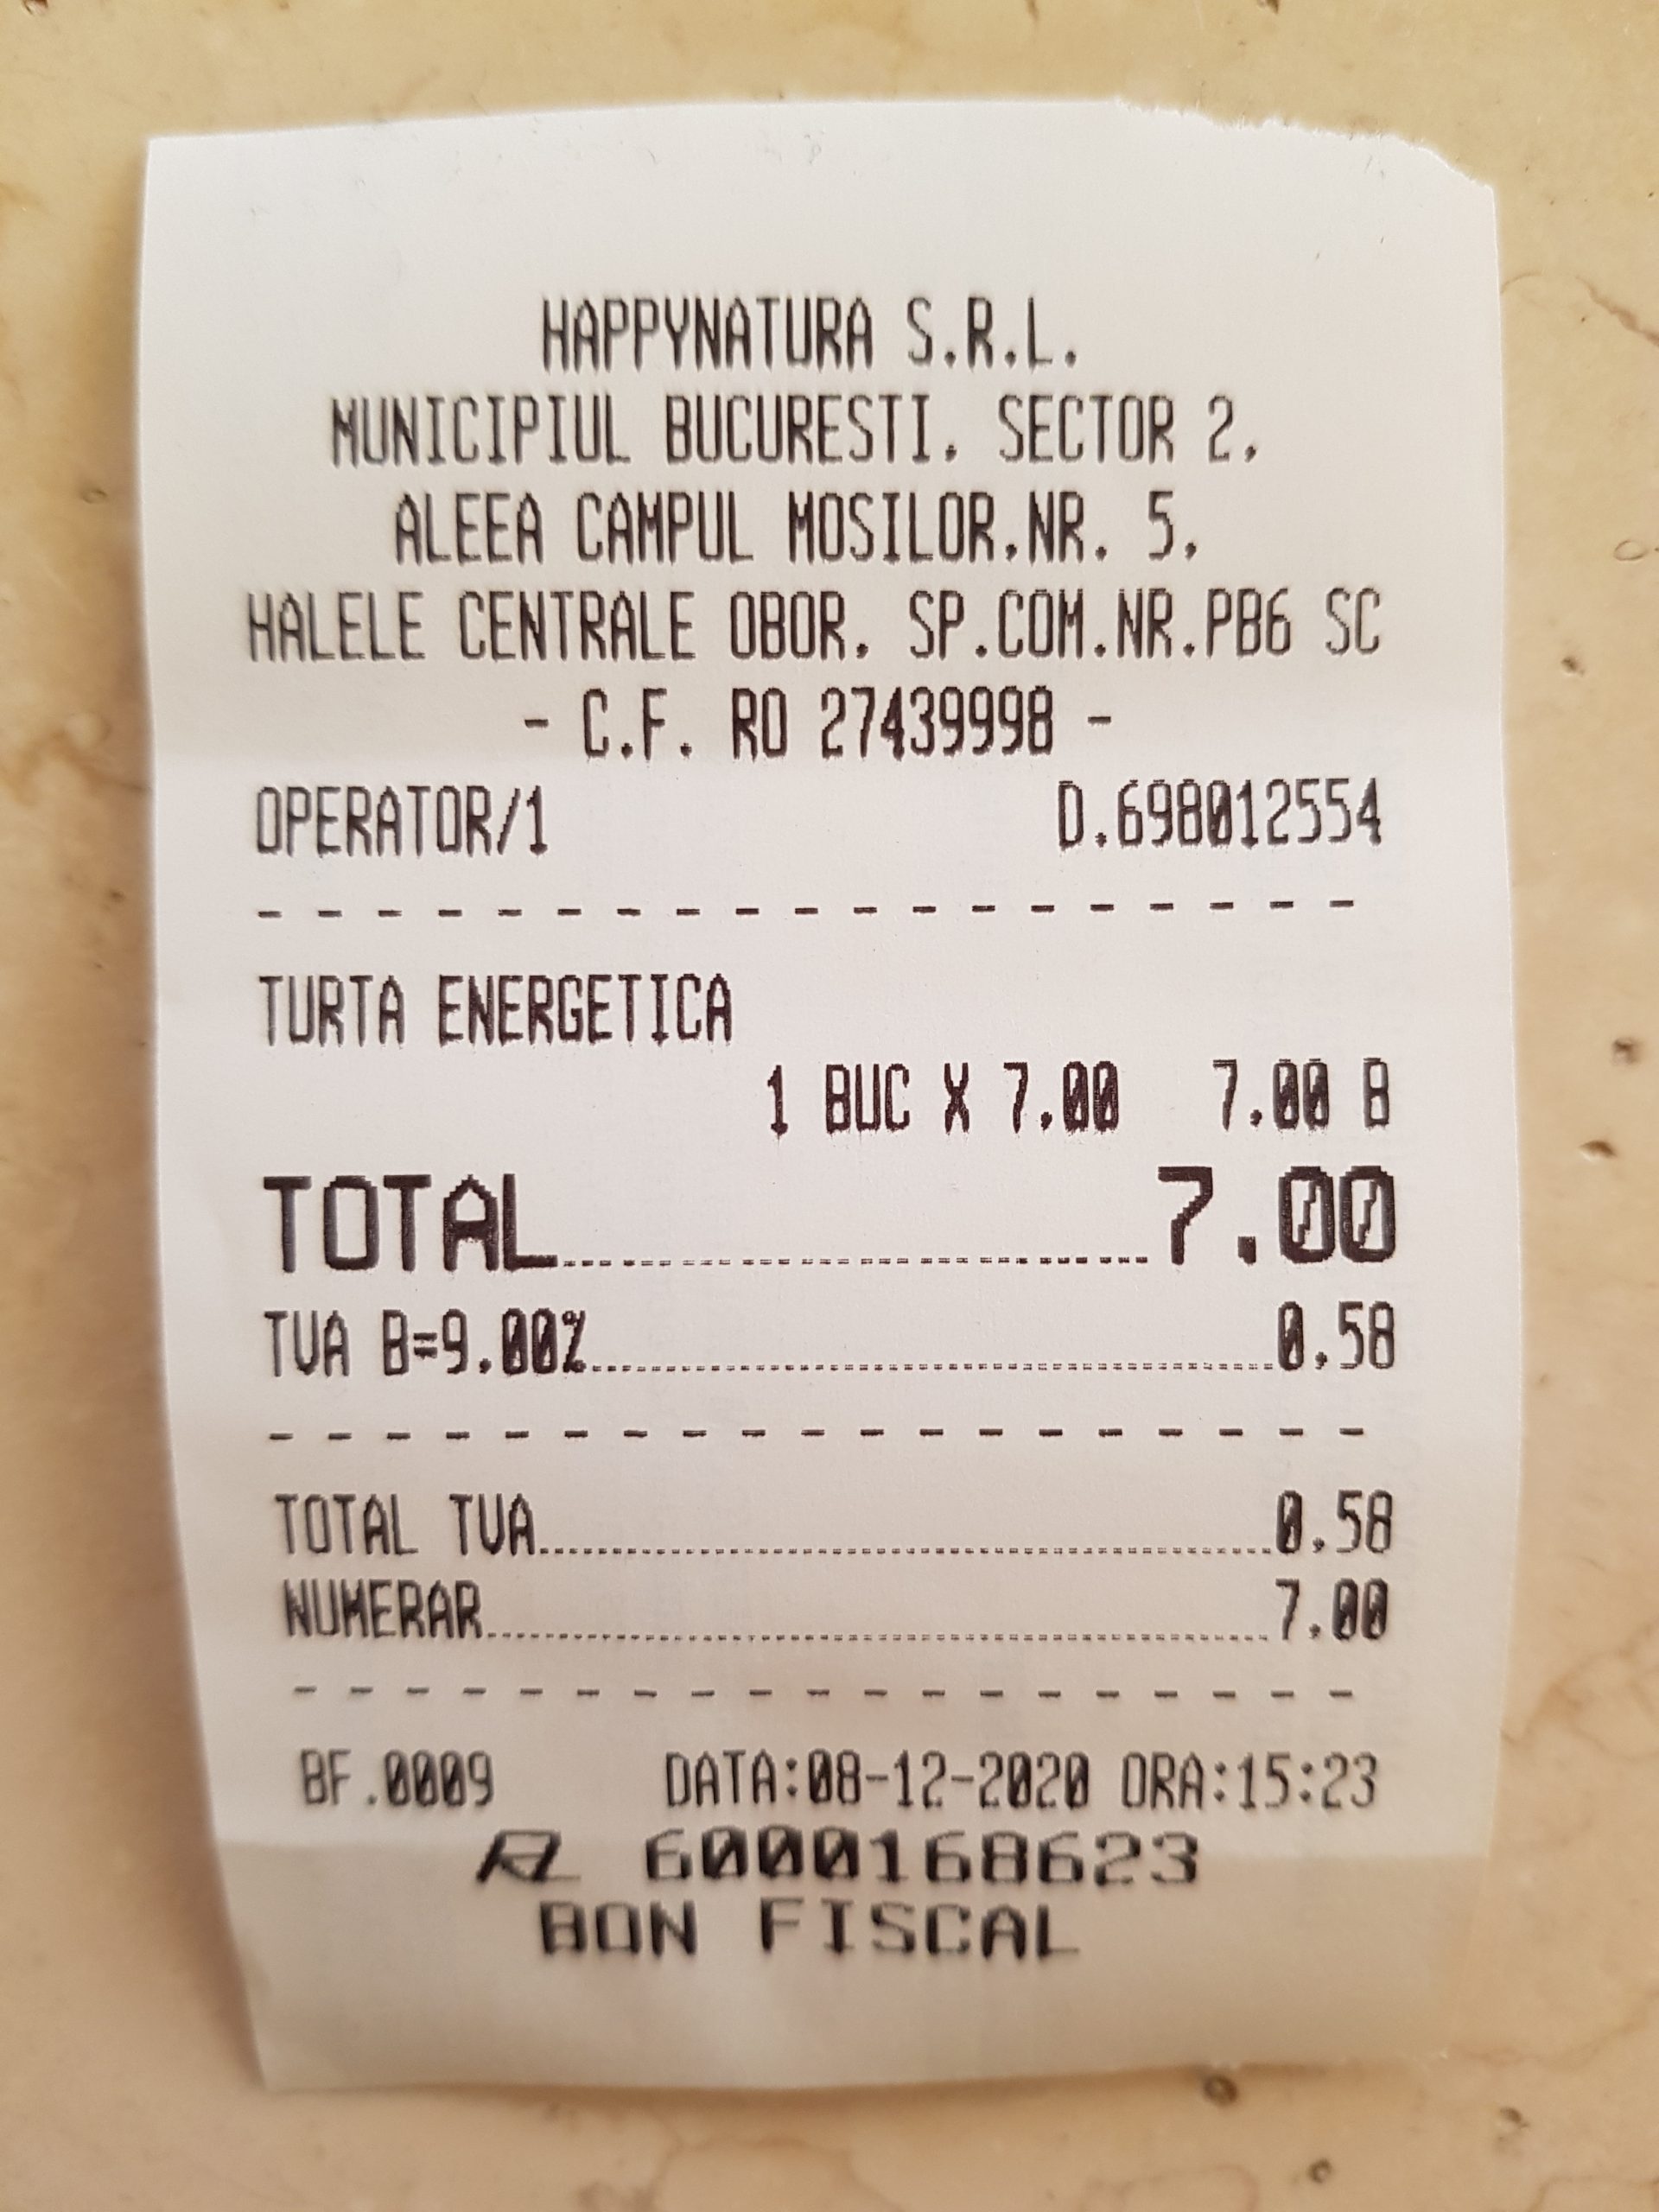 HAPPYNATURA S.R.L.
MUNICIPIUL BUCURESTI, SECTOR 2,
ALEEA CAMPUL MOSILOR,NR. 5,
HALELE CENTRALE OBOR, SP.COM.NR.PB6 SC
- C.F. RO 27439998 -
OPERATOR/1 D.698012554
- - - - - - - - - - - - - - - - - - -
TURTA ENERGETICA
1 BUC X 7.00 7.00 B
TOTAL 7.00
TVA B=9.00% 0.58
- - - - - - - - - - - - - - - - - - -
TOTAL TVA 0.58
NUMERAR 7.00
- - - - - - - - - - - - - - - - - - -
BF.0009 DATA:08-12-2020 ORA:15:23
6000168623
BON FISCAL